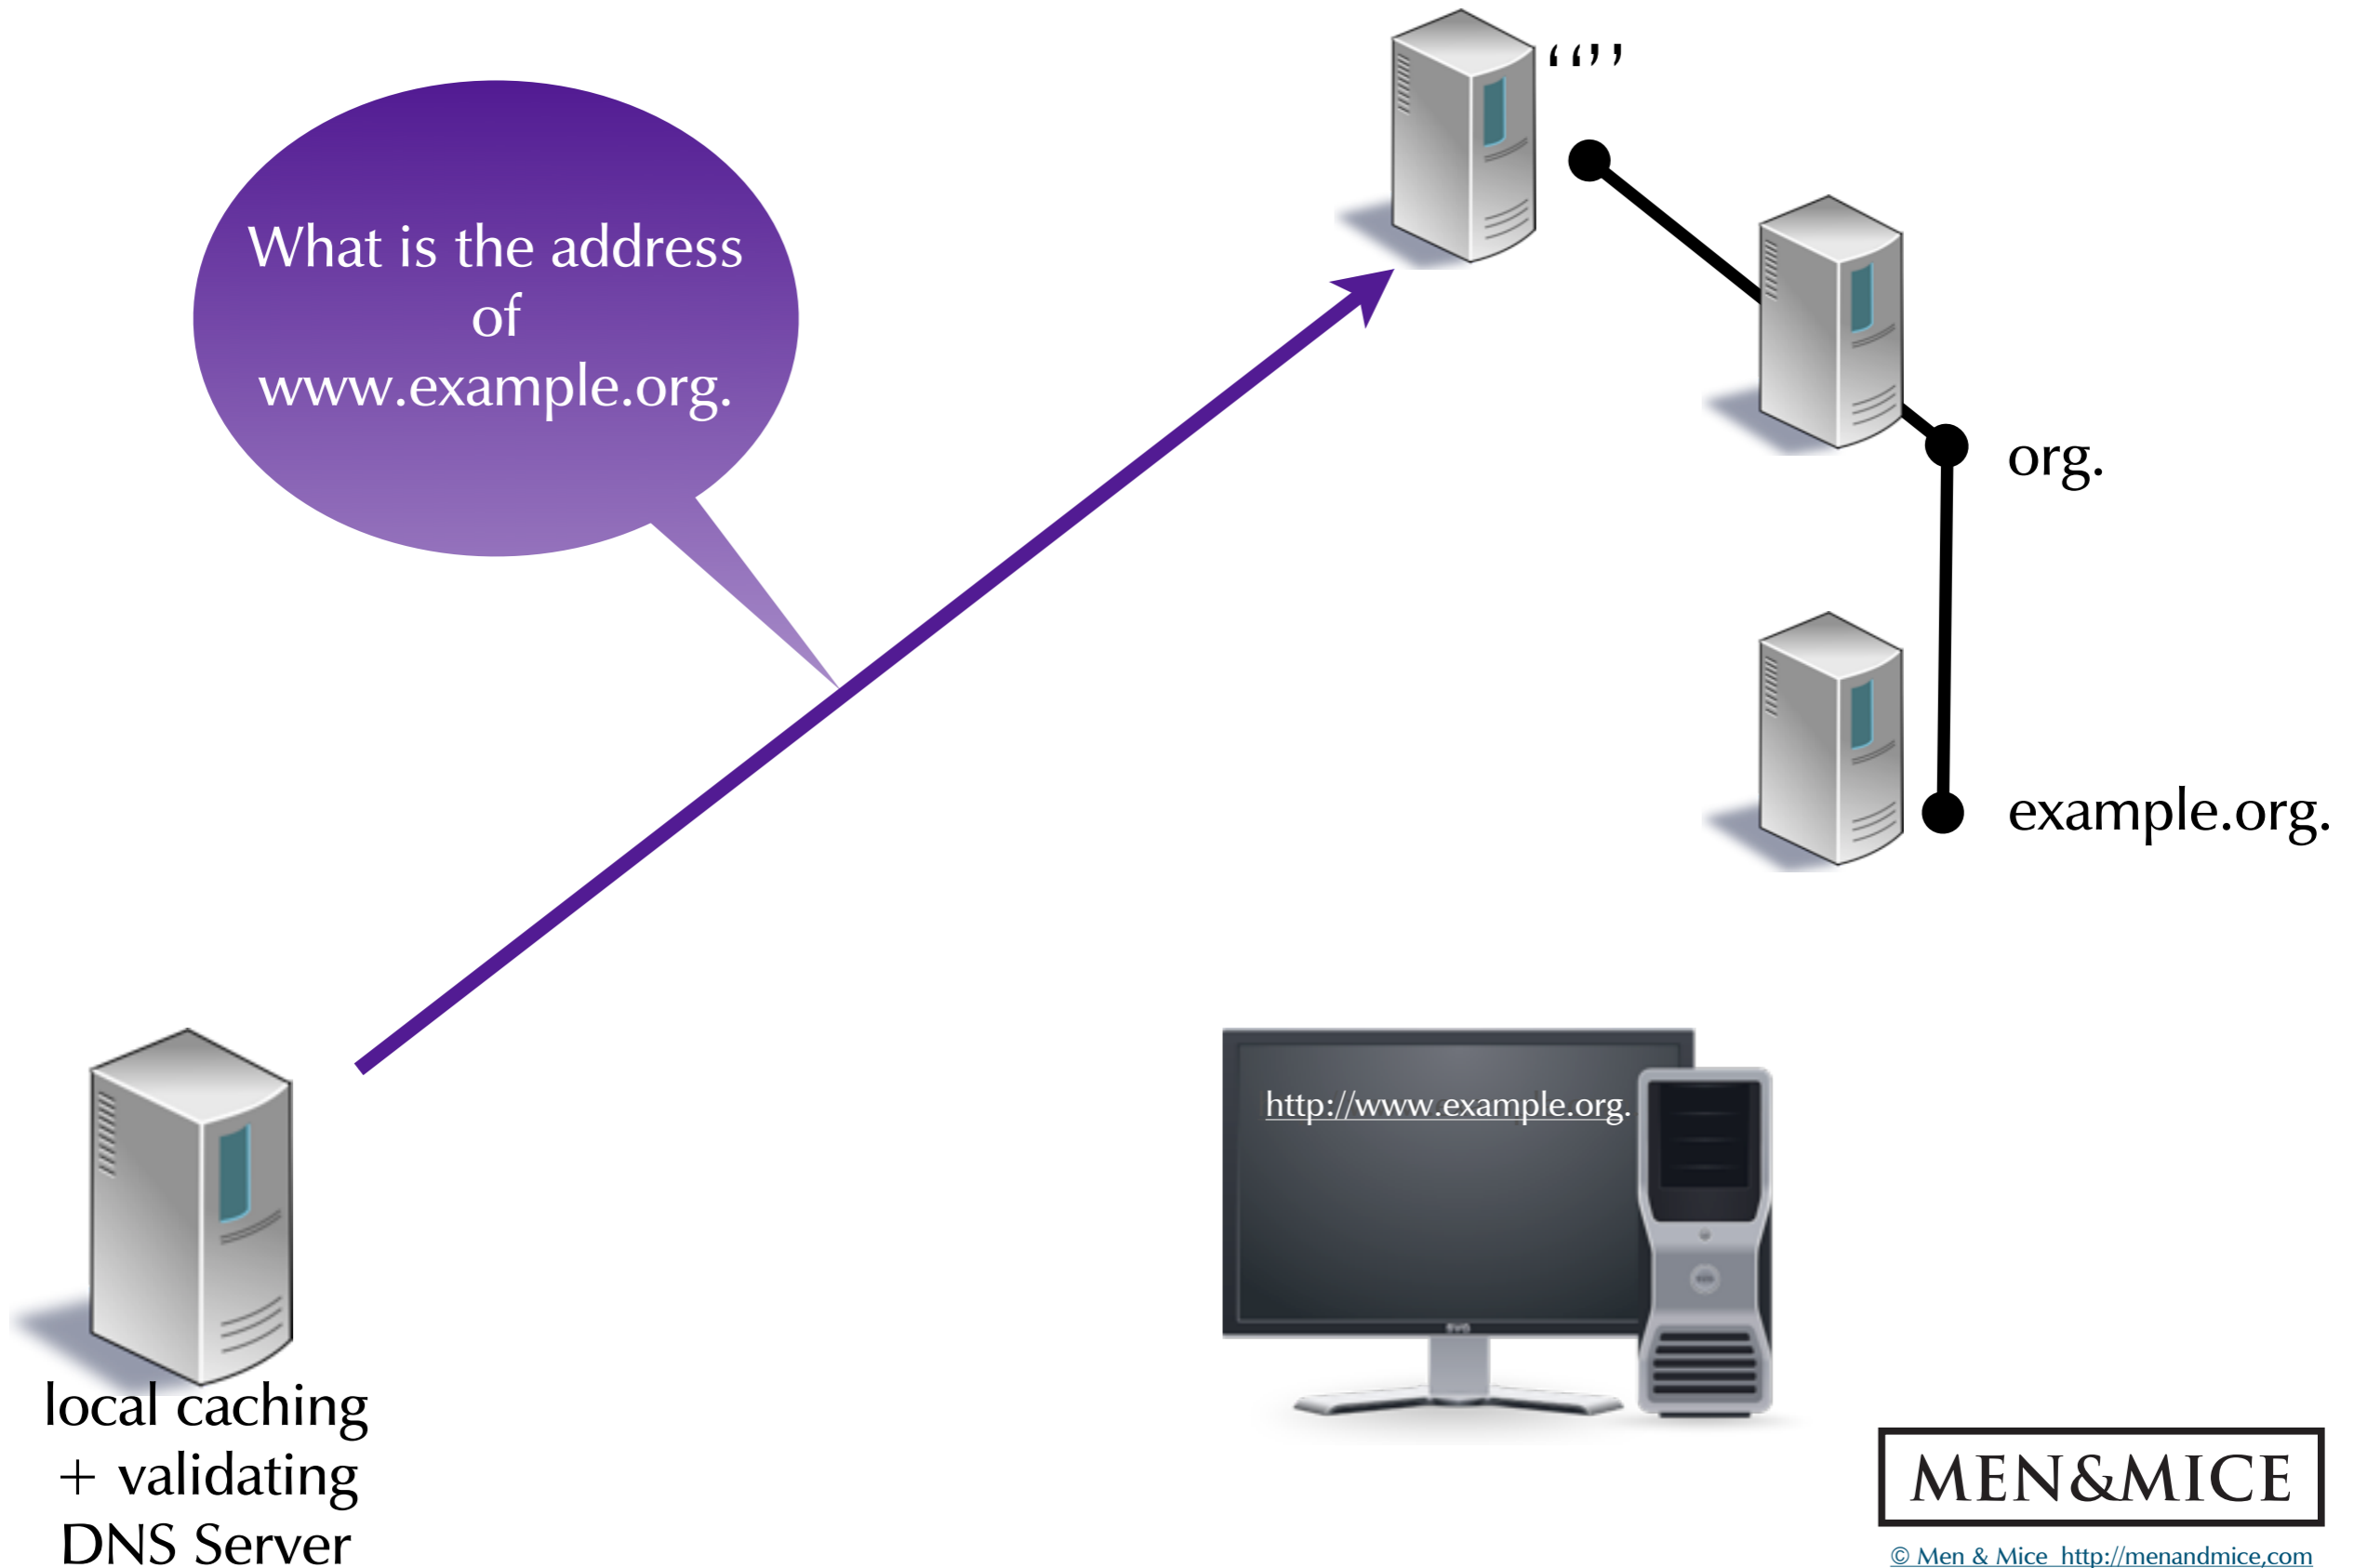 “”
What is the address
of
www.example.org.
org.
example.org.
http://www.example.org.
local caching
+ validating
DNS Server
MEN&MICE
© Men & Mice http://menandmice,com